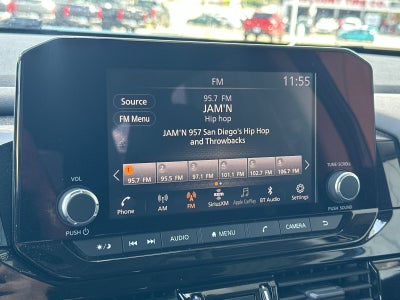 FM
11:55
Source
95.7 FM
JAM'N
Hip hop
FM Menu
JAM'N 957 San Diego's Hip Hop
and Throwbacks
1
95.7 FM
95.5 FM
97.1 FM
101.1 FM
102.7 FM
106.7 FM
Phone
AM
FM
SiriusXM
Apple CarPlay
BT Audio
Settings
VOL
PUSH
TUNE SCROLL
PUSH SOUND
AUDIO
MENU
CAMERA